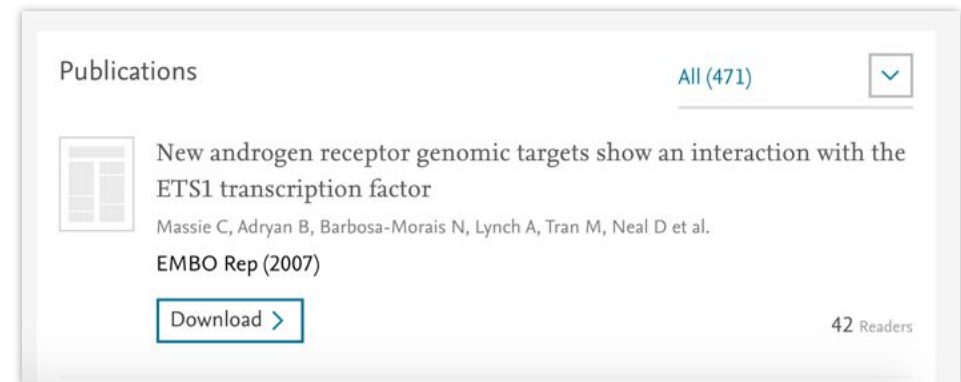 Publications
All (471)
New androgen receptor genomic targets show an interaction with the
ETS1 transcription factor
Massie C, Adryan B, Barbosa-Morais N, Lynch A, Tran M, Neal D et al.
EMBO Rep (2007)
Download
42 Readers